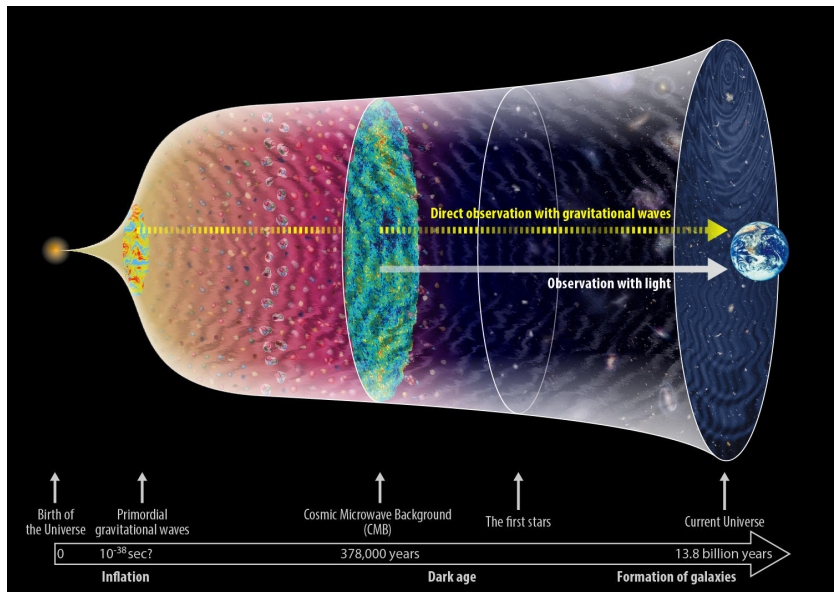 Direct observation with gravitational waves
Observation with light
Birth of
the Universe
Primordial
gravitational waves
Cosmic Microwave Background
(CMB)
The first stars
Current Universe
0
10⁻³⁸ sec?
378,000 years
13.8 billion years
Inflation
Dark age
Formation of galaxies